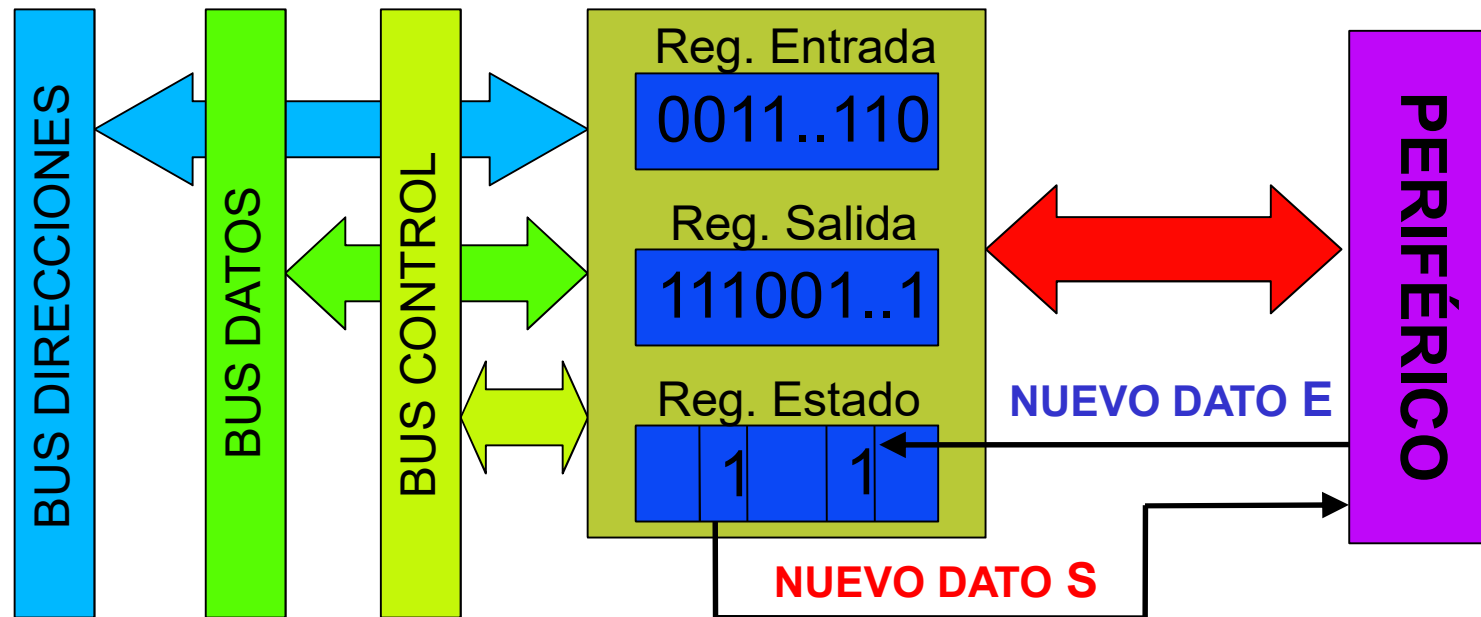 BUS DIRECCIONES
BUS DATOS
BUS CONTROL
Reg. Entrada
0011..110
Reg. Salida
111001..1
Reg. Estado
1 1
NUEVO DATO E
NUEVO DATO S
PERIFÉRICO